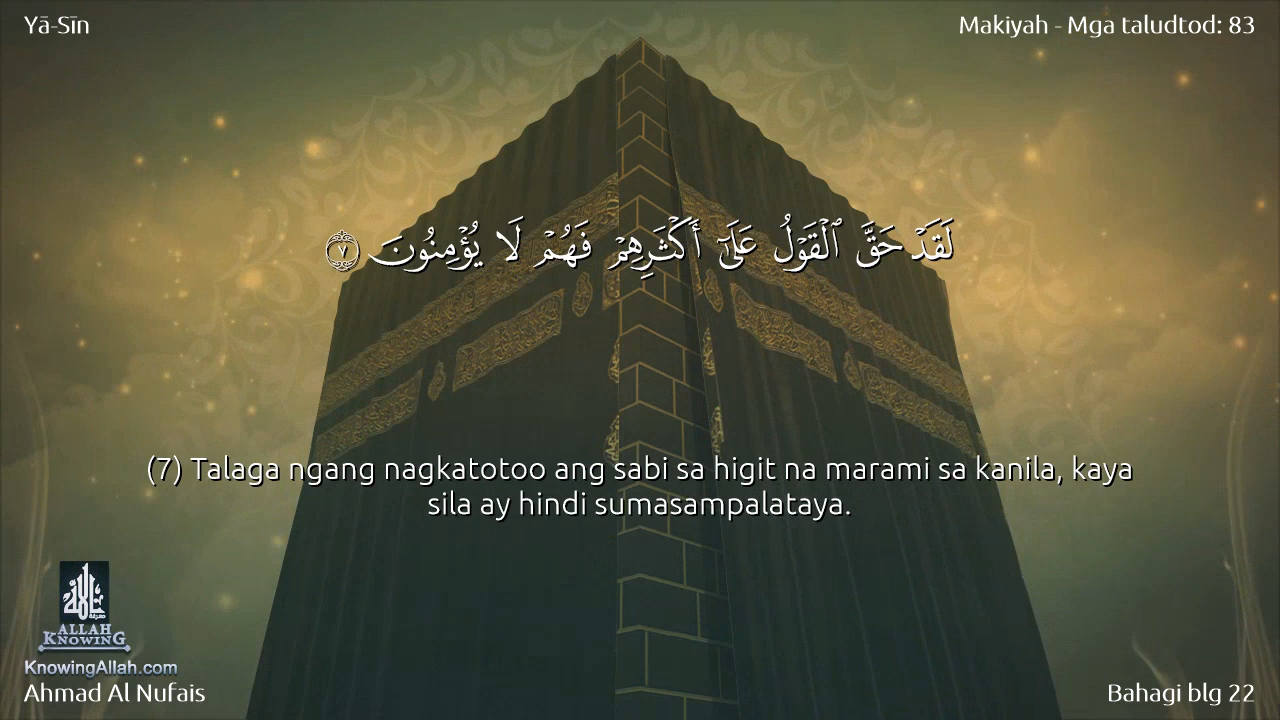 Yā-Sīn
Makiyah - Mga taludtod: 83
لَقَدْ حَقَّ ٱلْقَوْلُ عَلَىٰٓ أَكْثَرِهِمْ فَهُمْ لَا يُؤْمِنُونَ ٧
(7) Talaga ngang nagkatotoo ang sabi sa higit na marami sa kanila, kaya
sila ay hindi sumasampalataya.
ALLAH
KNOWING
KnowingAllah.com
Ahmad Al Nufais
Bahagi blg 22